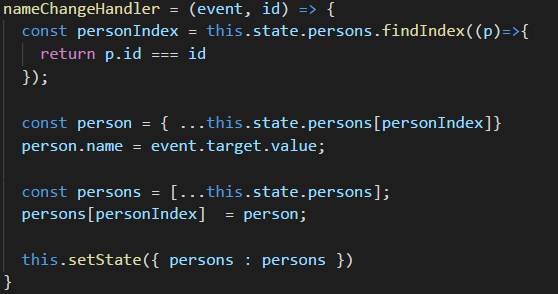 nameChangeHandler = (event, id) => {
  const personIndex = this.state.persons.findIndex((p)=>{
    return p.id === id
  });

  const person = { ...this.state.persons[personIndex]}
  person.name = event.target.value;

  const persons = [...this.state.persons];
  persons[personIndex]  = person;

  this.setState({ persons : persons })
}